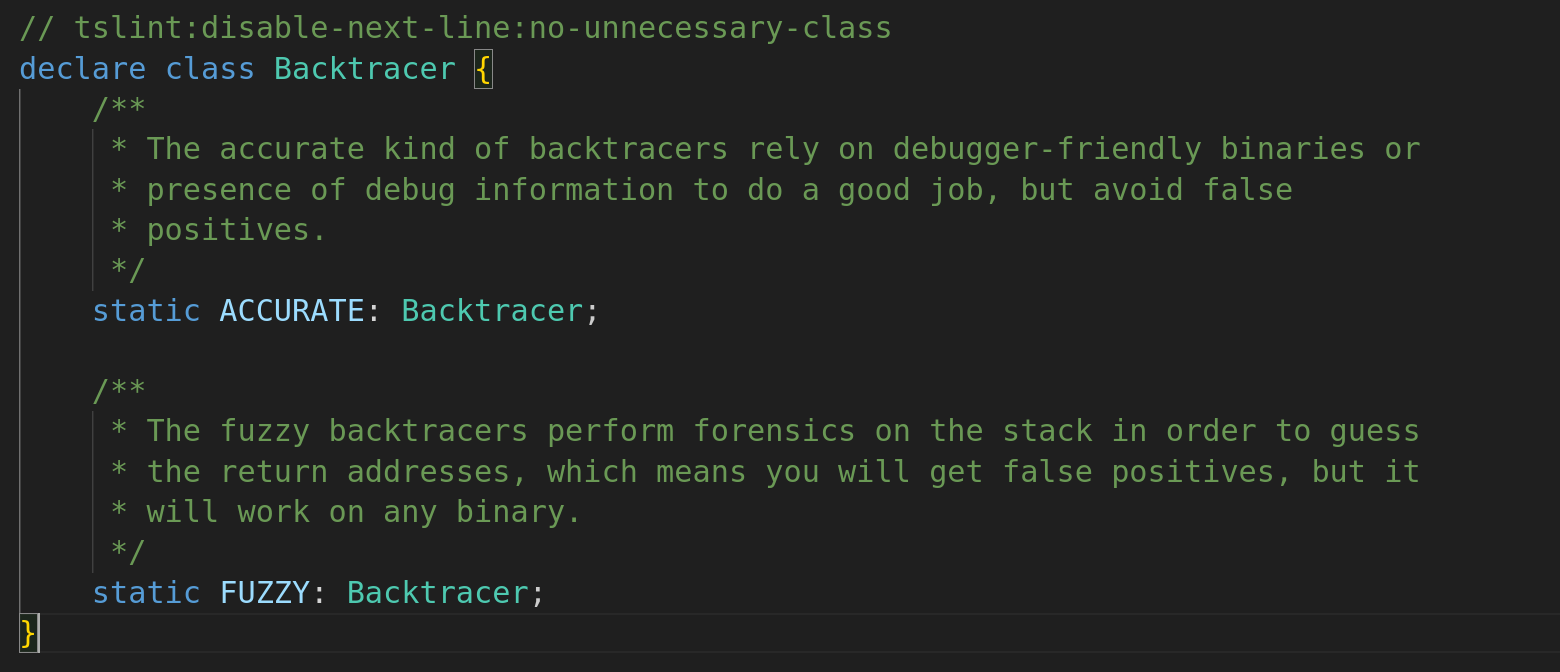 // tslint:disable-next-line:no-unnecessary-class
declare class Backtracer {
    /**
     * The accurate kind of backtracers rely on debugger-friendly binaries or
     * presence of debug information to do a good job, but avoid false
     * positives.
     */
    static ACCURATE: Backtracer;

    /**
     * The fuzzy backtracers perform forensics on the stack in order to guess
     * the return addresses, which means you will get false positives, but it
     * will work on any binary.
     */
    static FUZZY: Backtracer;
}